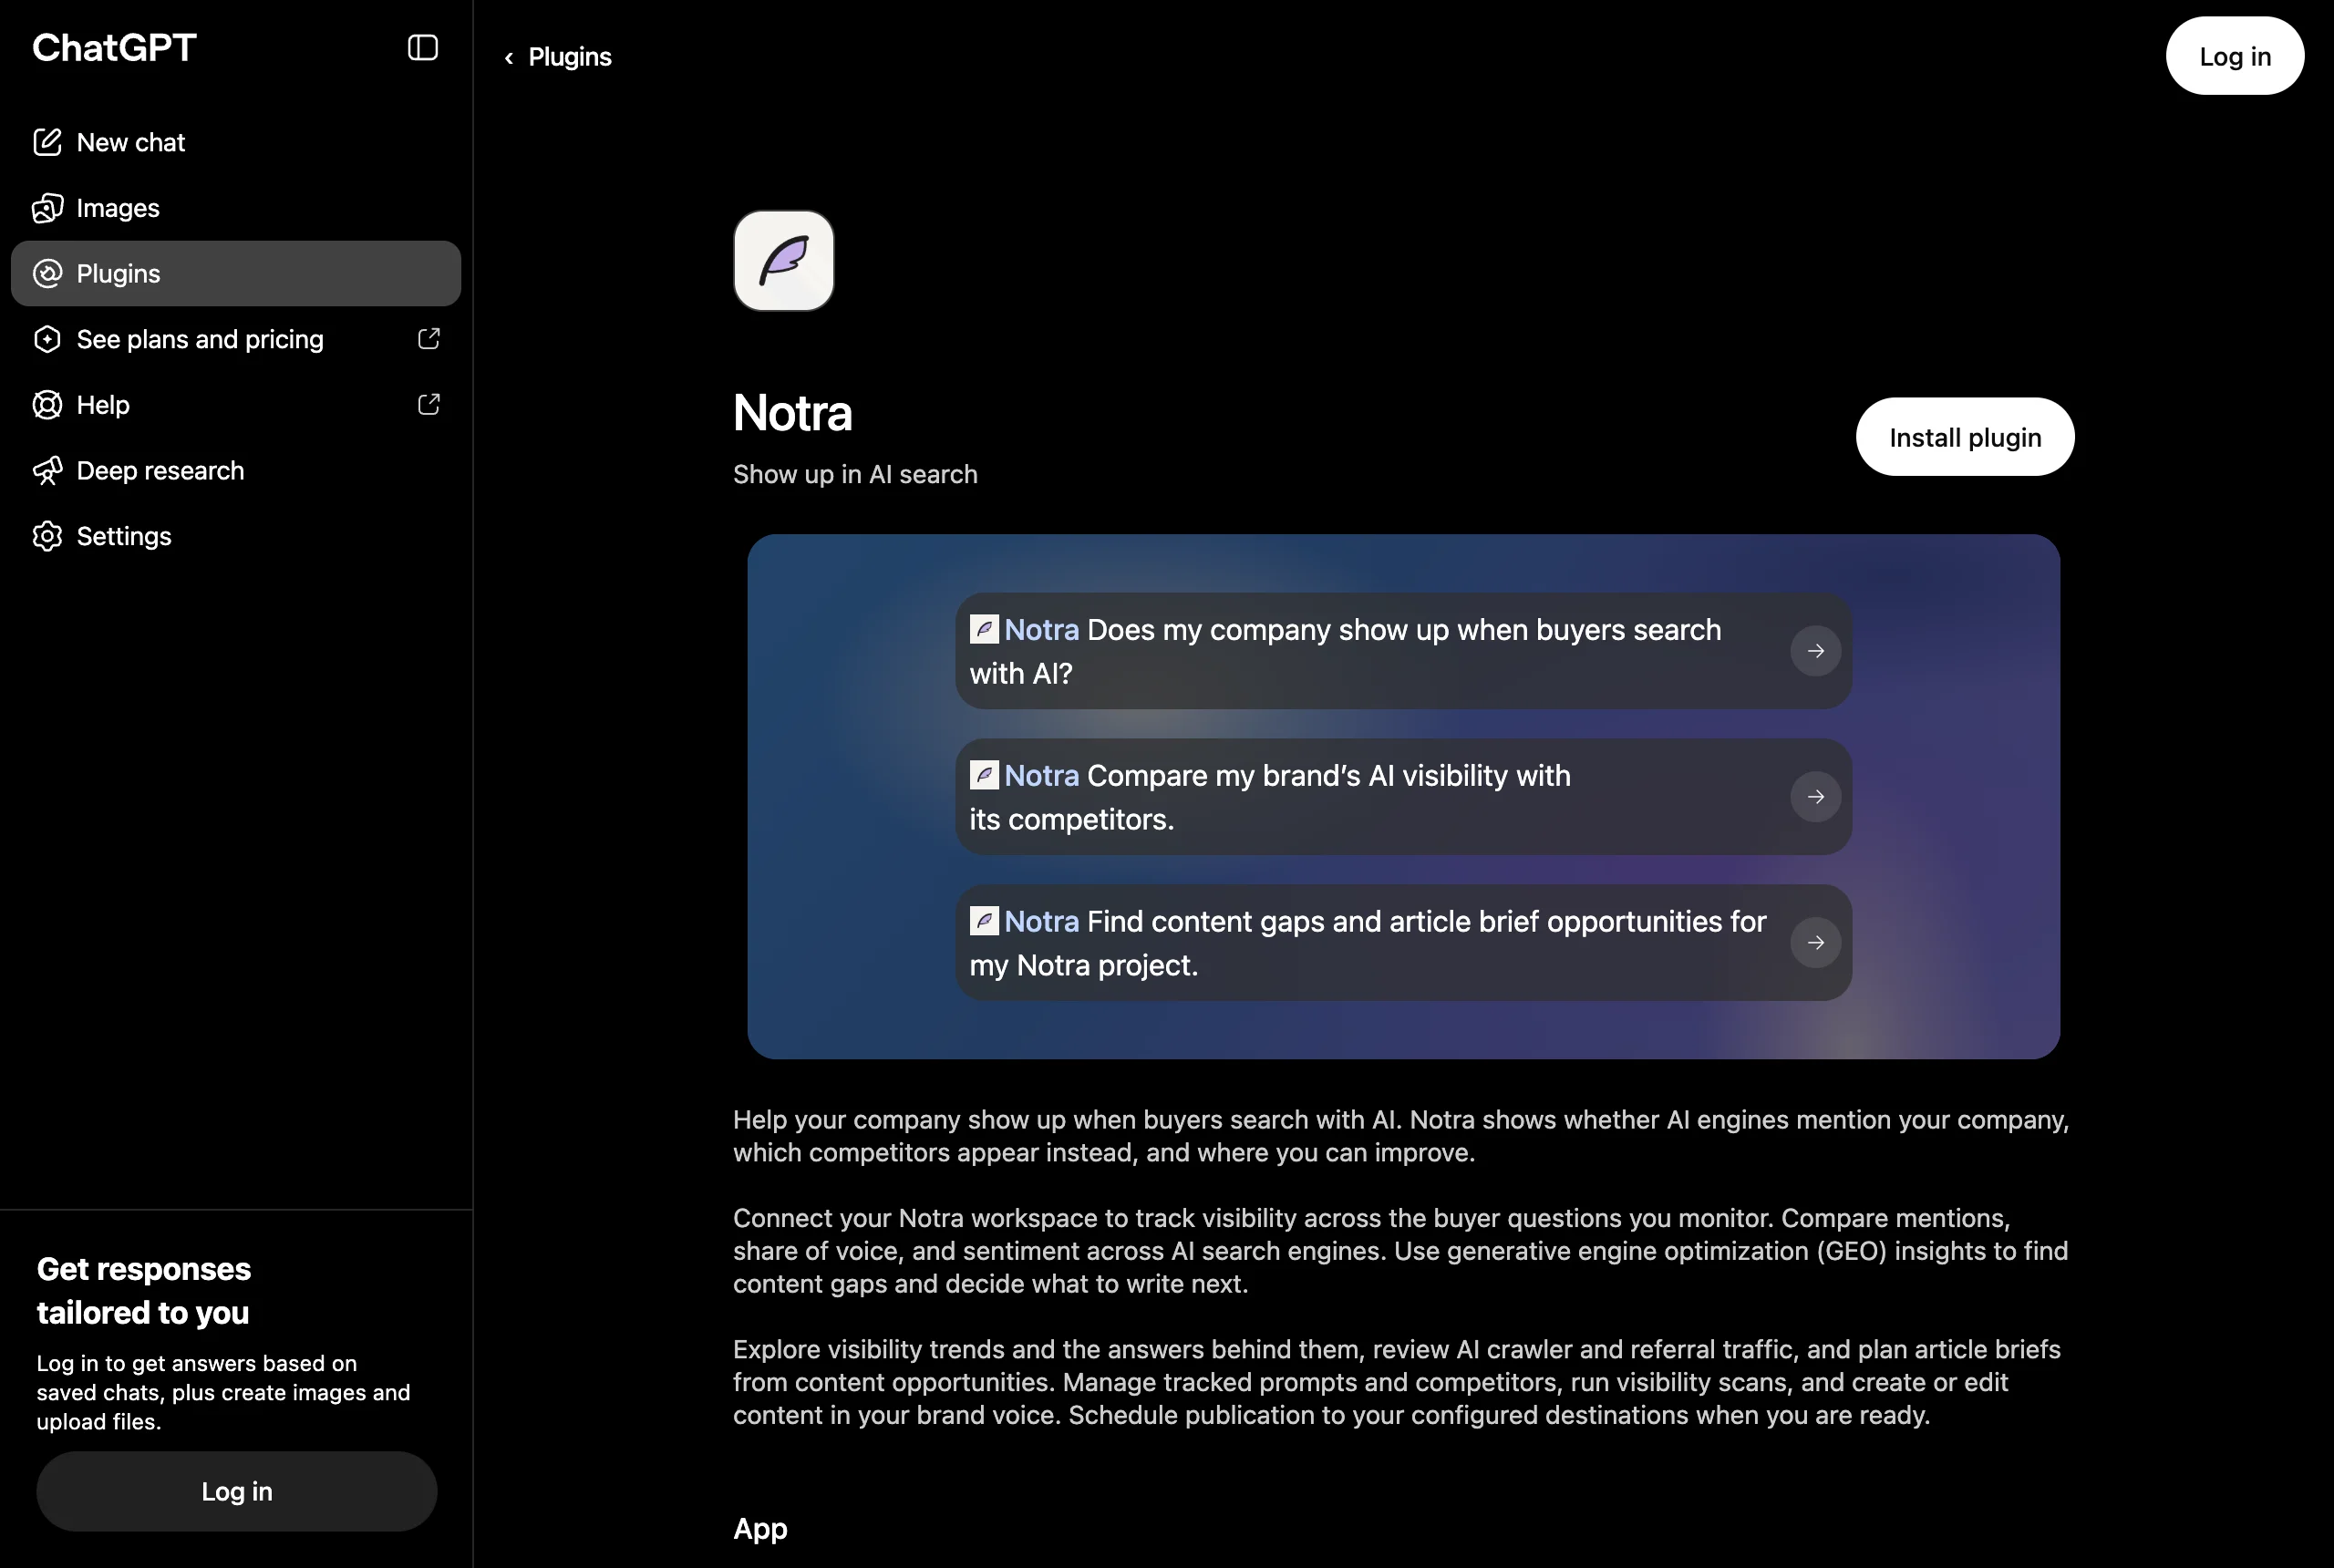 ChatGPT
New chat
Images
Plugins
See plans and pricing
Help
Deep research
Settings
Get responses
tailored to you
Log in to get answers based on
saved chats, plus create images and
upload files.
Log in
‹ Plugins
Log in
Notra
Show up in AI search
Install plugin
Notra Does my company show up when buyers search
with AI?
Notra Compare my brand’s AI visibility with
its competitors.
Notra Find content gaps and article brief opportunities for
my Notra project.
Help your company show up when buyers search with AI. Notra shows whether AI engines mention your company,
which competitors appear instead, and where you can improve.
Connect your Notra workspace to track visibility across the buyer questions you monitor. Compare mentions,
share of voice, and sentiment across AI search engines. Use generative engine optimization (GEO) insights to find
content gaps and decide what to write next.
Explore visibility trends and the answers behind them, review AI crawler and referral traffic, and plan article briefs
from content opportunities. Manage tracked prompts and competitors, run visibility scans, and create or edit
content in your brand voice. Schedule publication to your configured destinations when you are ready.
App